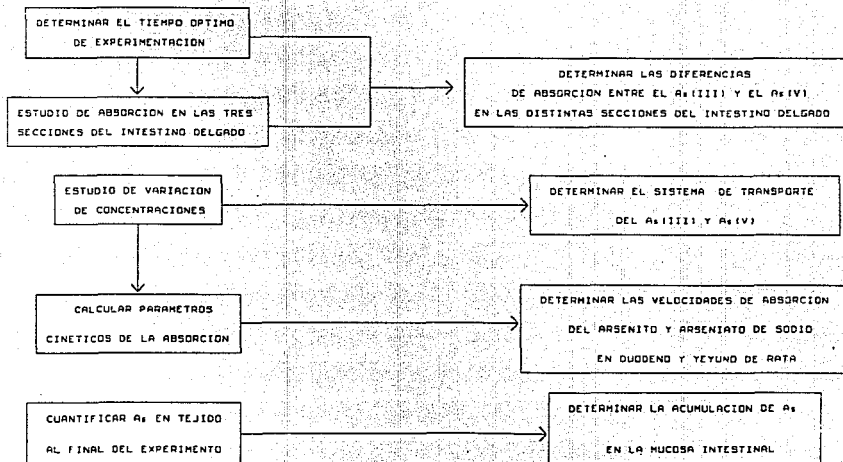 DETERMINAR EL TIEMPO OPTIMO
DE EXPERIMENTACION
ESTUDIO DE ABSORCION EN LAS TRES
SECCIONES DEL INTESTINO DELGADO
DETERMINAR LAS DIFERENCIAS
DE ABSORCION ENTRE EL As(III) Y EL As(V)
EN LAS DISTINTAS SECCIONES DEL INTESTINO DELGADO
ESTUDIO DE VARIACION
DE CONCENTRACIONES
DETERMINAR EL SISTEMA DE TRANSPORTE
DEL As(III) Y As(V)
CALCULAR PARAMETROS
CINETICOS DE LA ABSORCION
DETERMINAR LAS VELOCIDADES DE ABSORCION
DEL ARSENITO Y ARSENIATO DE SODIO
EN DUODENO Y YEYUNO DE RATA
CUANTIFICAR As EN TEJIDO
AL FINAL DEL EXPERIMENTO
DETERMINAR LA ACUMULACION DE As
EN LA MUCOSA INTESTINAL